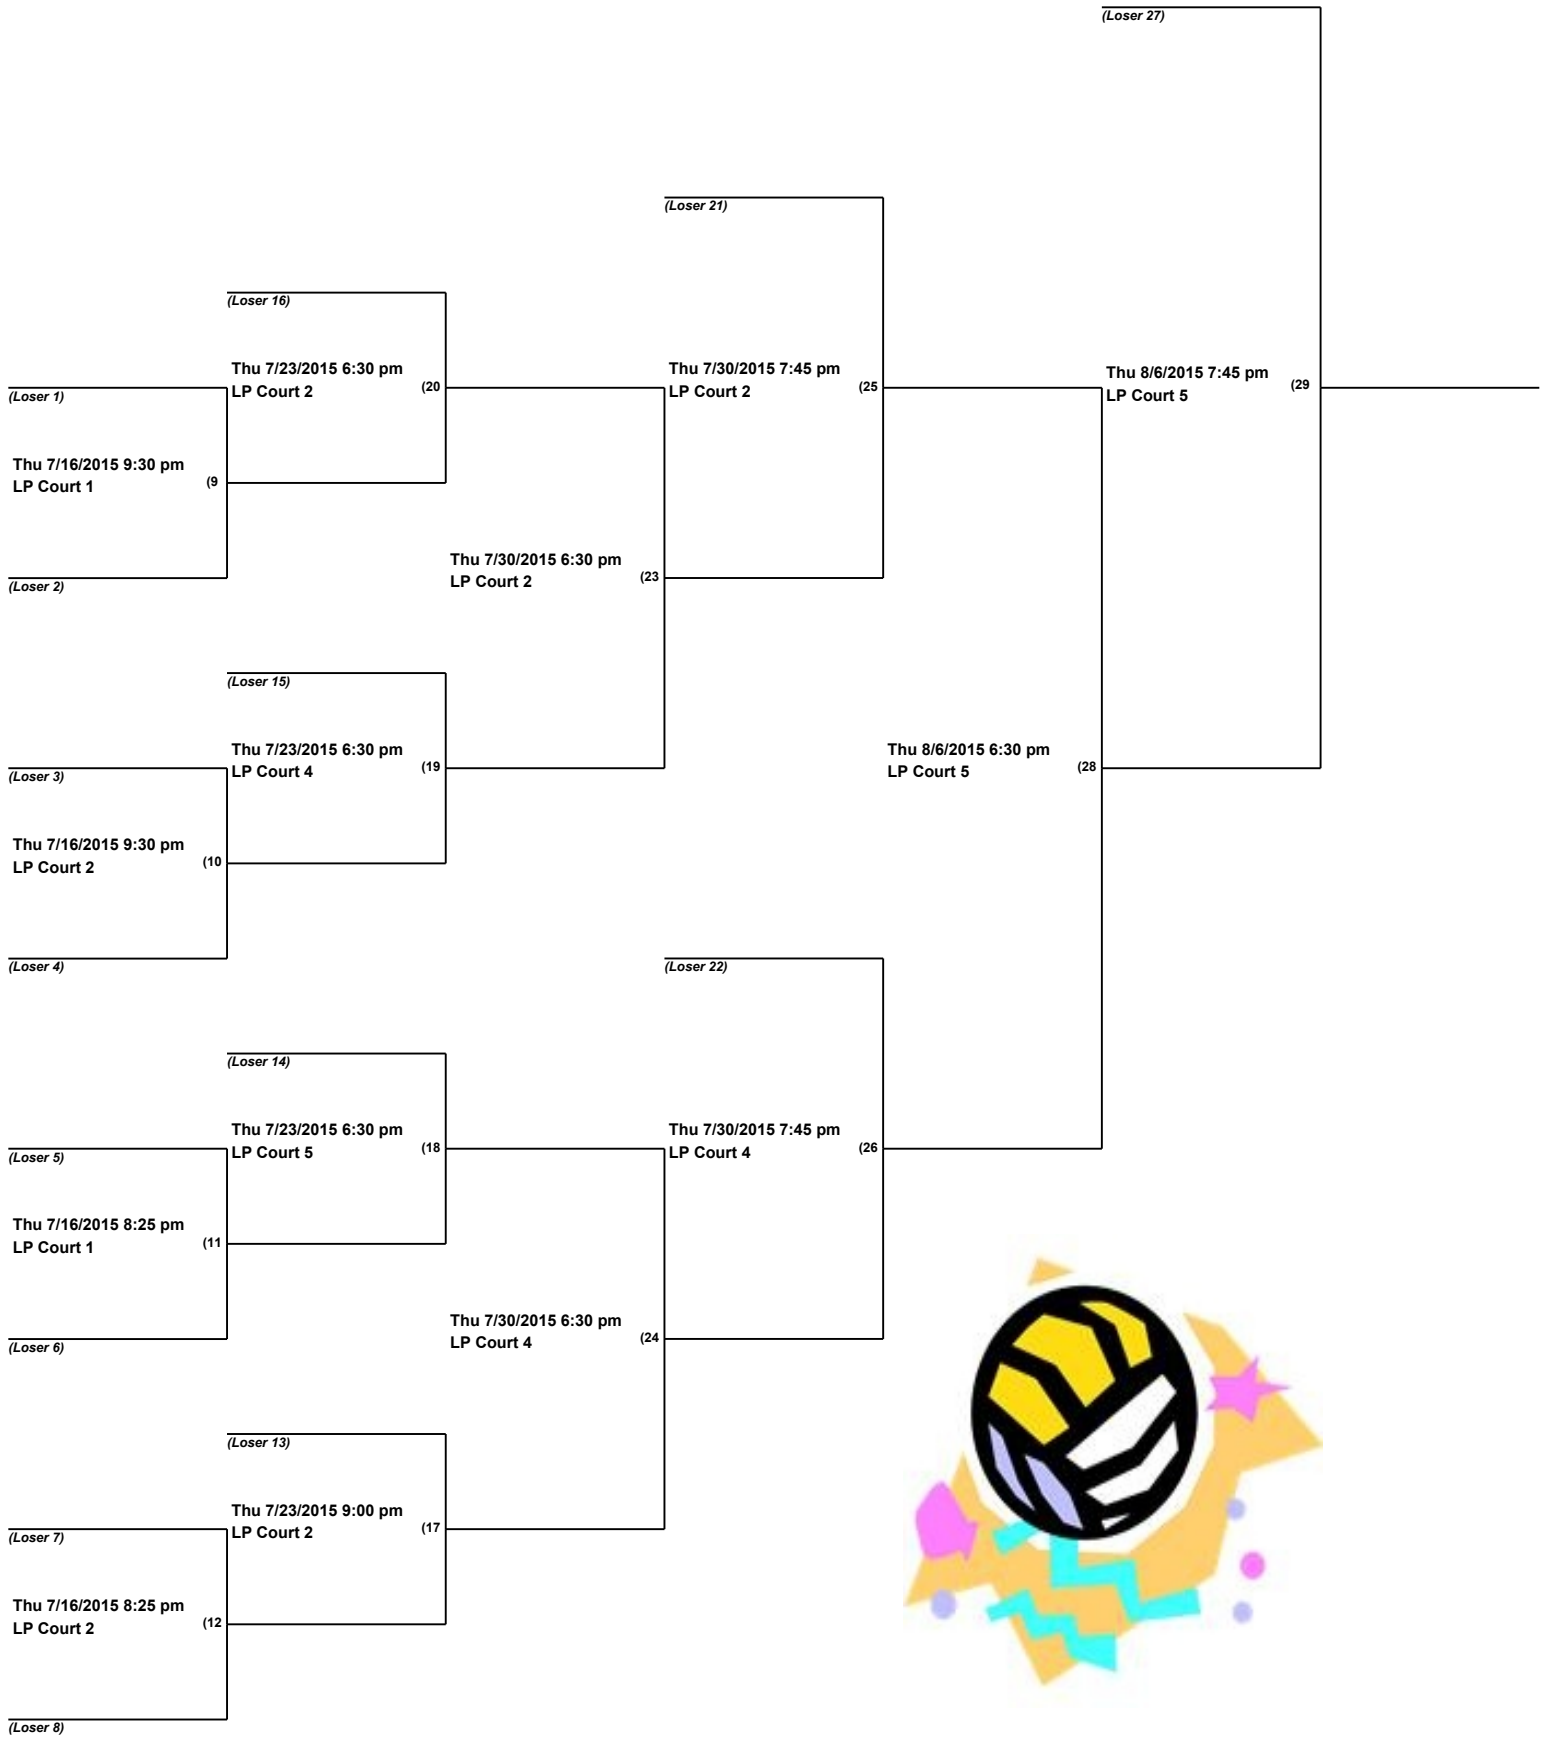 (Loser 27)
(Loser 21)
(Loser 16)
Thu 7/23/2015 6:30 pm
LP Court 2
(20
Thu 7/30/2015 7:45 pm
LP Court 2
(25
Thu 8/6/2015 7:45 pm
LP Court 5
(29
(Loser 1)
Thu 7/16/2015 9:30 pm
LP Court 1
(9
Thu 7/30/2015 6:30 pm
LP Court 2
(23
(Loser 2)
(Loser 15)
Thu 7/23/2015 6:30 pm
LP Court 4
(19
Thu 8/6/2015 6:30 pm
LP Court 5
(28
(Loser 3)
Thu 7/16/2015 9:30 pm
LP Court 2
(10
(Loser 4)
(Loser 22)
(Loser 14)
Thu 7/23/2015 6:30 pm
LP Court 5
(18
Thu 7/30/2015 7:45 pm
LP Court 4
(26
(Loser 5)
Thu 7/16/2015 8:25 pm
LP Court 1
(11
Thu 7/30/2015 6:30 pm
LP Court 4
(24
(Loser 6)
(Loser 13)
Thu 7/23/2015 9:00 pm
LP Court 2
(17
(Loser 7)
Thu 7/16/2015 8:25 pm
LP Court 2
(12
(Loser 8)